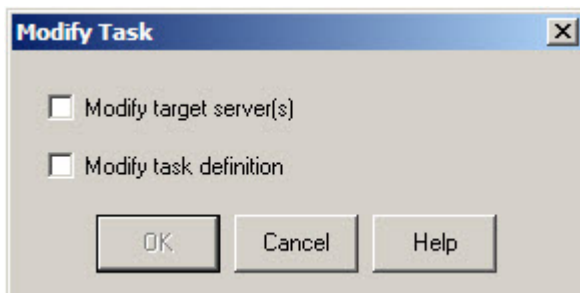 Modify Task
Modify target server(s)
Modify task definition
OK Cancel Help